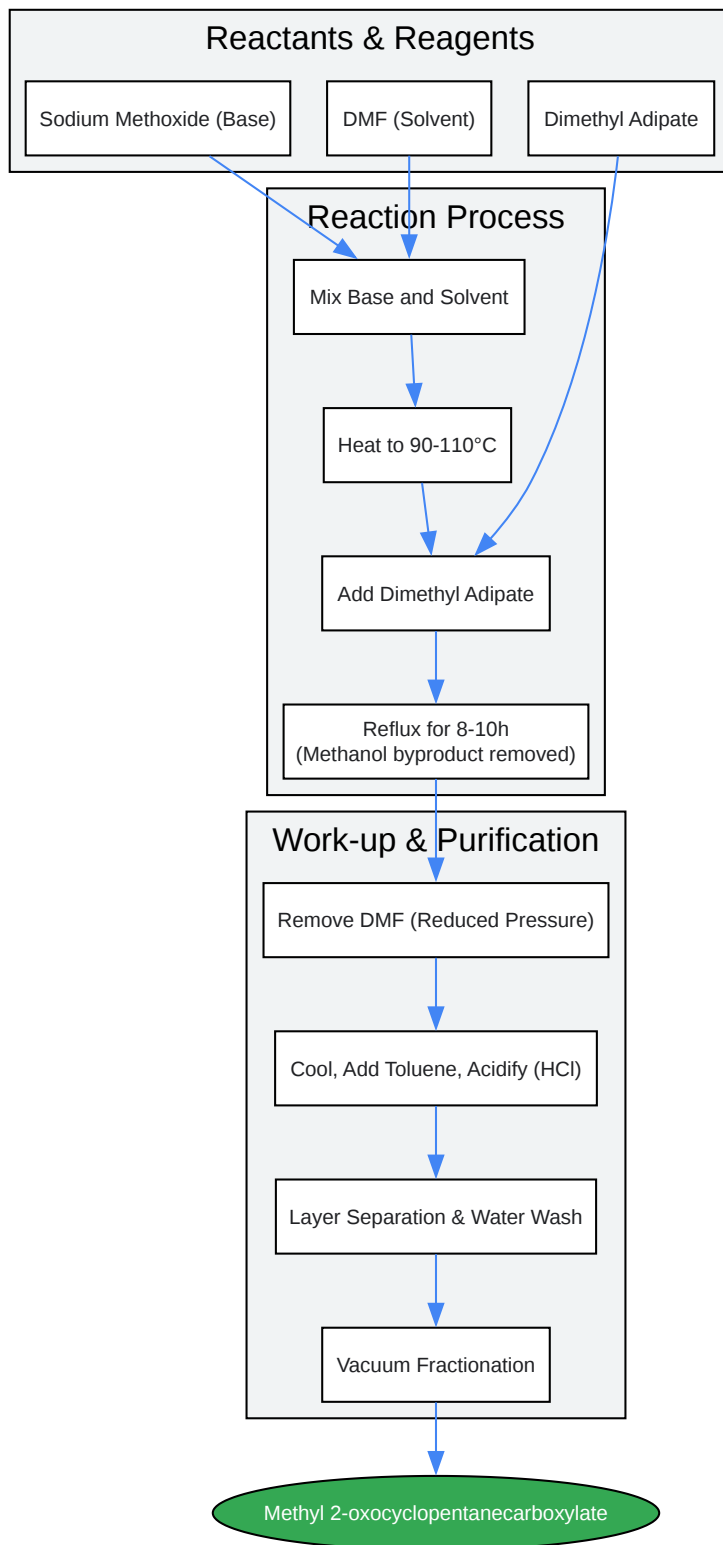 Reactants & Reagents
Sodium Methoxide (Base)
DMF (Solvent)
Dimethyl Adipate
Reaction Process
Mix Base and Solvent
Heat to 90-110°C
Add Dimethyl Adipate
Reflux for 8-10h
(Methanol byproduct removed)
Work-up & Purification
Remove DMF (Reduced Pressure)
Cool, Add Toluene, Acidify (HCl)
Layer Separation & Water Wash
Vacuum Fractionation
Methyl 2-oxocyclopentanecarboxylate